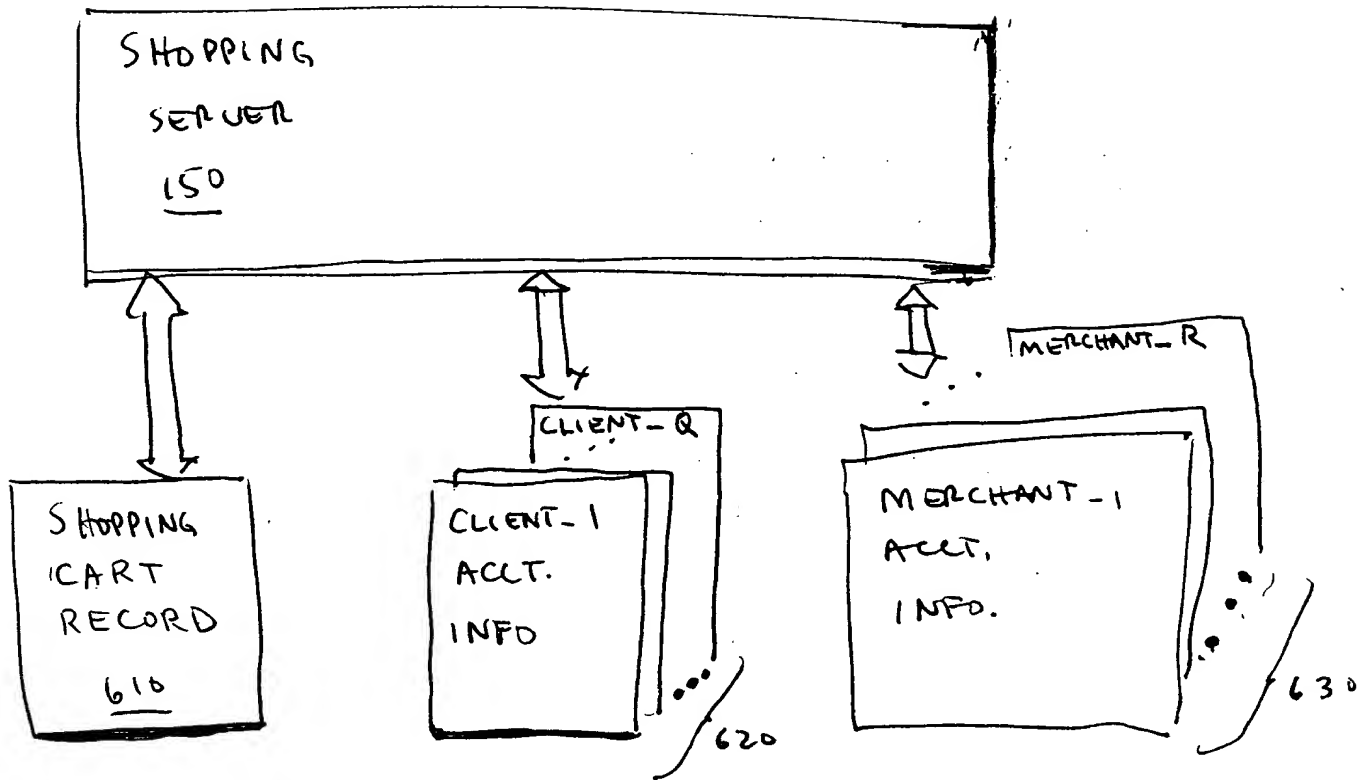 SHOPPING
SERVER
150
MERCHANT_R
CLIENT_Q
SHOPPING
CART
RECORD
610
CLIENT_1
ACCT.
INFO
620
MERCHANT_1
ACCT.
INFO.
630